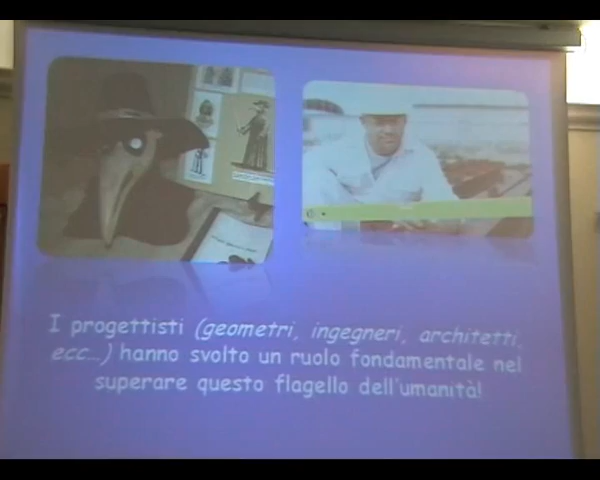 I progettisti (geometri, ingegneri, architetti,
ecc...) hanno svolto un ruolo fondamentale nel
superare questo flagello dell'umanità!